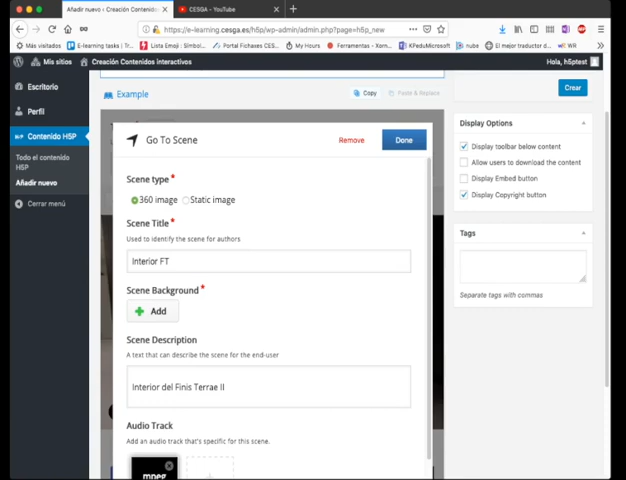 Añadir nuevo ‹ Creación Contenidos
CESGA - YouTube
https://e-learning.cesga.es/h5p/wp-admin/admin.php?page=h5p_new
Más visitados
E-learning tasks | Tri...
Lista Emoji : Símbol...
Portal Fichaxes CES...
My Hours
Ferramentas - Xorn...
KPeduMicrosoft
nube
El mejor traductor d...
Mis sitios
Creación Contenidos interactivos
Hola, h5ptest
Escritorio
Perfil
Contenido H5P
Todo el contenido
H5P
Añadir nuevo
Cerrar menú
Example
Copy
Paste & Replace
Go To Scene
Remove
Done
Scene type *
360 image
Static image
Scene Title *
Used to identify the scene for authors
Interior FT
Scene Background *
Add
Scene Description
A text that can describe the scene for the end-user
Interior del Finis Terrae II
Audio Track
Add an audio track that's specific for this scene.
mpeg
Crear
Display Options
Display toolbar below content
Allow users to download the content
Display Embed button
Display Copyright button
Tags
Separate tags with commas